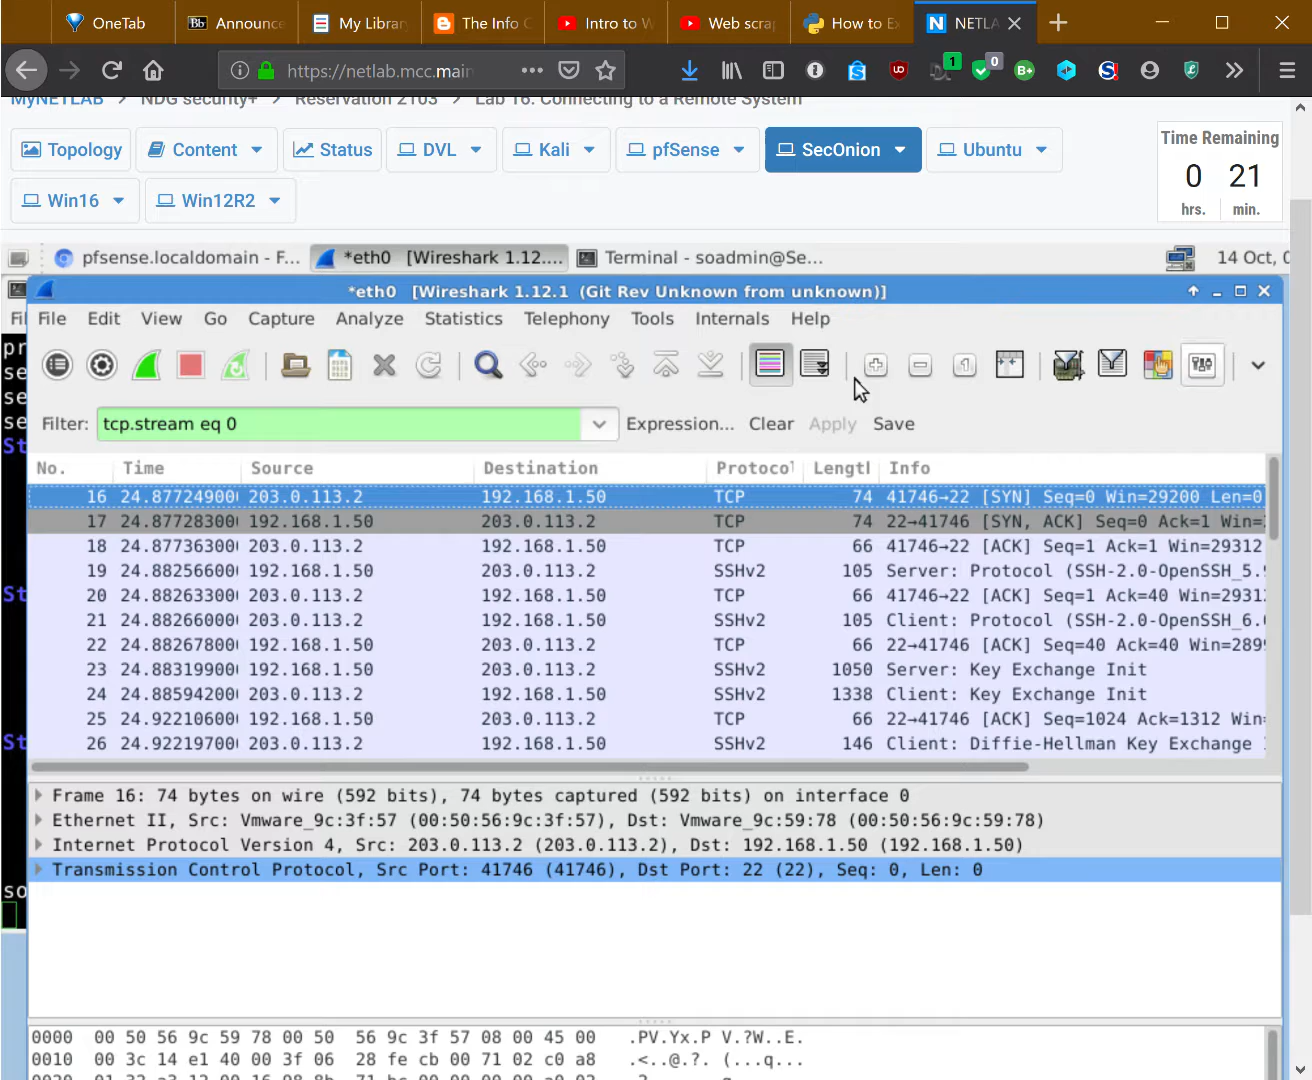 OneTab
Announce
My Librar
The Info C
Intro to W
Web scrap
How to Ex
NETLA
https://netlab.mcc.main
1
0
MyNETLAB > NDG security+ > Reservation 2103 > Lab 16: Connecting to a Remote System
Topology
Content
Status
DVL
Kali
pfSense
SecOnion
Ubuntu
Win16
Win12R2
Time Remaining
0 21
hrs. min.
pfsense.localdomain - F...
*eth0 [Wireshark 1.12....
Terminal - soadmin@Se...
14 Oct, 0
*eth0 [Wireshark 1.12.1 (Git Rev Unknown from unknown)]
File Edit View Go Capture Analyze Statistics Telephony Tools Internals Help
Filter: tcp.stream eq 0 Expression... Clear Apply Save
No. Time Source Destination Protocol Lengtl Info
16 24.877249000 203.0.113.2 192.168.1.50 TCP 74 41746→22 [SYN] Seq=0 Win=29200 Len=0
17 24.877283000 192.168.1.50 203.0.113.2 TCP 74 22→41746 [SYN, ACK] Seq=0 Ack=1 Win=
18 24.877363000 203.0.113.2 192.168.1.50 TCP 66 41746→22 [ACK] Seq=1 Ack=1 Win=29312
19 24.882566000 192.168.1.50 203.0.113.2 SSHv2 105 Server: Protocol (SSH-2.0-OpenSSH_5.9
20 24.882633000 203.0.113.2 192.168.1.50 TCP 66 41746→22 [ACK] Seq=1 Ack=40 Win=2931
21 24.882660000 203.0.113.2 192.168.1.50 SSHv2 105 Client: Protocol (SSH-2.0-OpenSSH_6.
22 24.882678000 192.168.1.50 203.0.113.2 TCP 66 22→41746 [ACK] Seq=40 Ack=40 Win=289
23 24.883199000 192.168.1.50 203.0.113.2 SSHv2 1050 Server: Key Exchange Init
24 24.885942000 203.0.113.2 192.168.1.50 SSHv2 1338 Client: Key Exchange Init
25 24.922106000 192.168.1.50 203.0.113.2 TCP 66 22→41746 [ACK] Seq=1024 Ack=1312 Win=
26 24.922197000 203.0.113.2 192.168.1.50 SSHv2 146 Client: Diffie-Hellman Key Exchange
Frame 16: 74 bytes on wire (592 bits), 74 bytes captured (592 bits) on interface 0
Ethernet II, Src: Vmware_9c:3f:57 (00:50:56:9c:3f:57), Dst: Vmware_9c:59:78 (00:50:56:9c:59:78)
Internet Protocol Version 4, Src: 203.0.113.2 (203.0.113.2), Dst: 192.168.1.50 (192.168.1.50)
Transmission Control Protocol, Src Port: 41746 (41746), Dst Port: 22 (22), Seq: 0, Len: 0
0000 00 50 56 9c 59 78 00 50 56 9c 3f 57 08 00 45 00 .PV.Yx.P V.?W..E.
0010 00 3c 14 e1 40 00 3f 06 28 fe cb 00 71 02 c0 a8 .<..@.?. (...q...